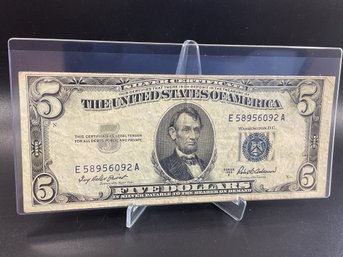 SILVER CERTIFICATE
5 5
THE UNITED STATES OF AMERICA
E 58956092 A
THIS CERTIFICATE IS LEGAL TENDER
FOR ALL DEBTS, PUBLIC AND PRIVATE
WASHINGTON, D.C.
E 58956092 A
5 5
FIVE DOLLARS
IN SILVER PAYABLE TO THE BEARER ON DEMAND